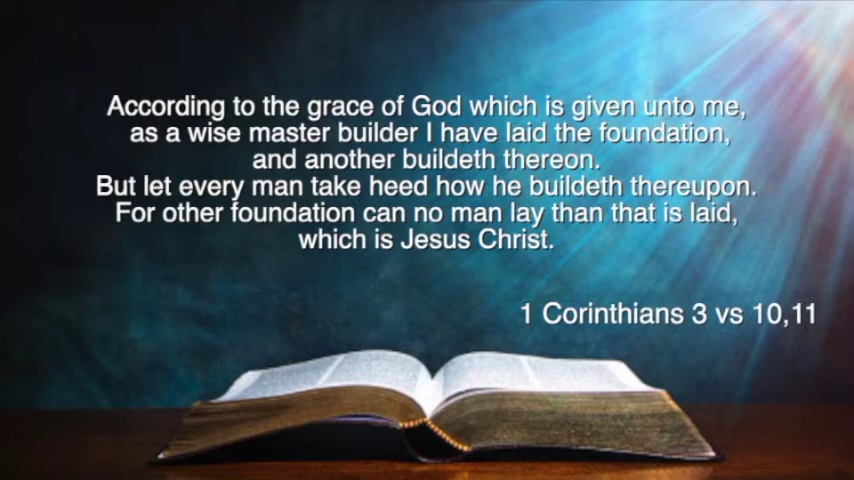 According to the grace of God which is given unto me,
as a wise master builder I have laid the foundation,
and another buildeth thereon.
But let every man take heed how he buildeth thereupon.
For other foundation can no man lay than that is laid,
which is Jesus Christ.
1 Corinthians 3 vs 10,11